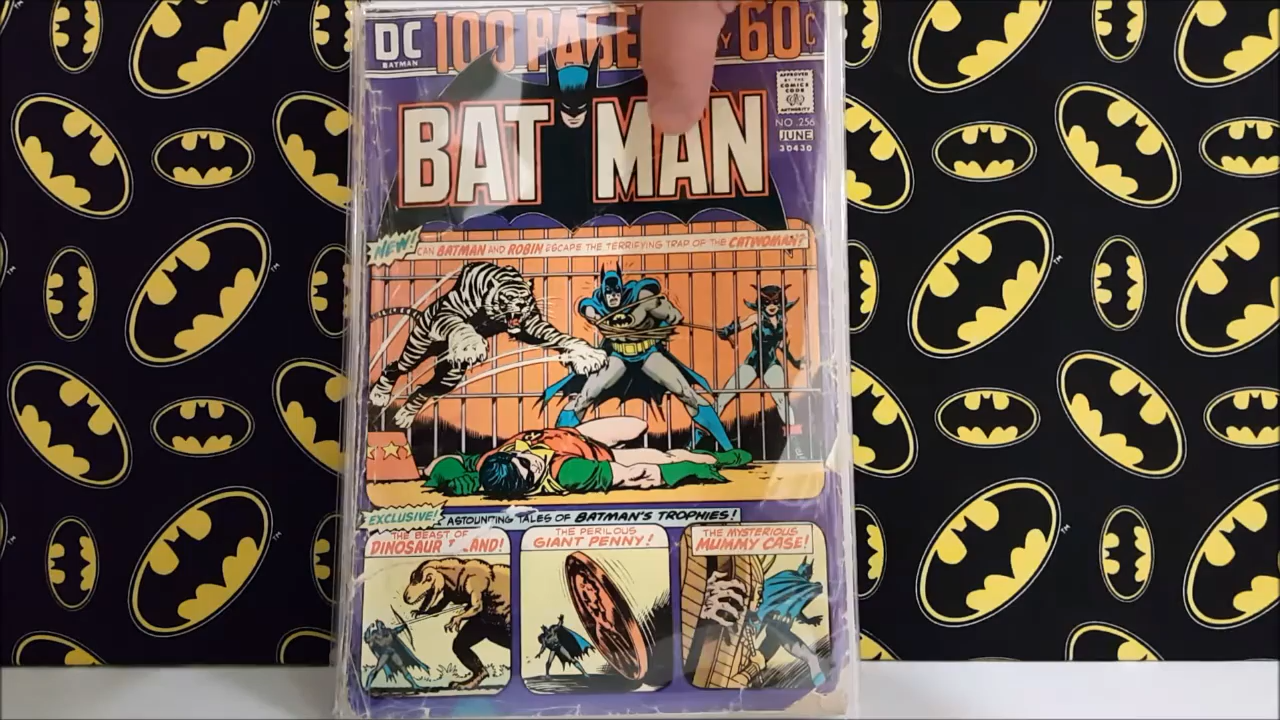 DC
BATMAN
100 PAGE
Y 60¢
APPROVED
BY THE
COMICS
CODE
AUTHORITY
NO. 256
JUNE
30430
BATMAN
NEW! CAN BATMAN AND ROBIN ESCAPE THE TERRIFYING TRAP OF THE CATWOMAN?
EXCLUSIVE! ASTOUNDING TALES OF BATMAN'S TROPHIES!
THE BEAST OF
DINOSAUR AND!
THE PERILOUS
GIANT PENNY!
THE MYSTERIOUS
MUMMY CASE!